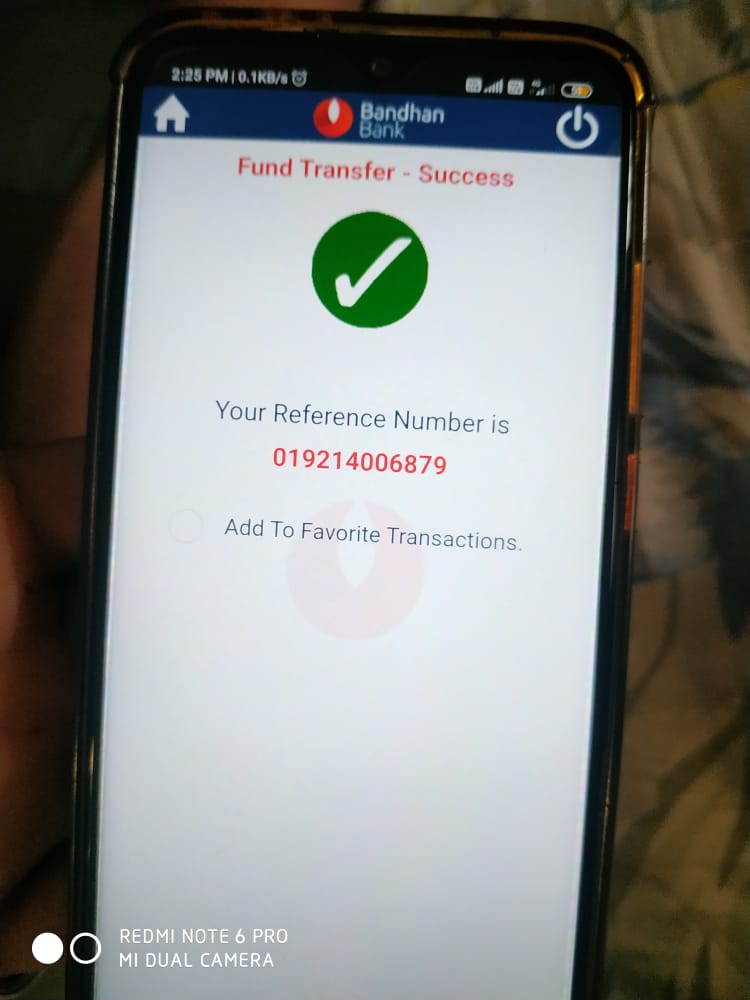 2:25 PM | 0.1KB/s
Bandhan
Bank
Fund Transfer - Success
Your Reference Number is
019214006879
Add To Favorite Transactions.
REDMI NOTE 6 PRO
MI DUAL CAMERA